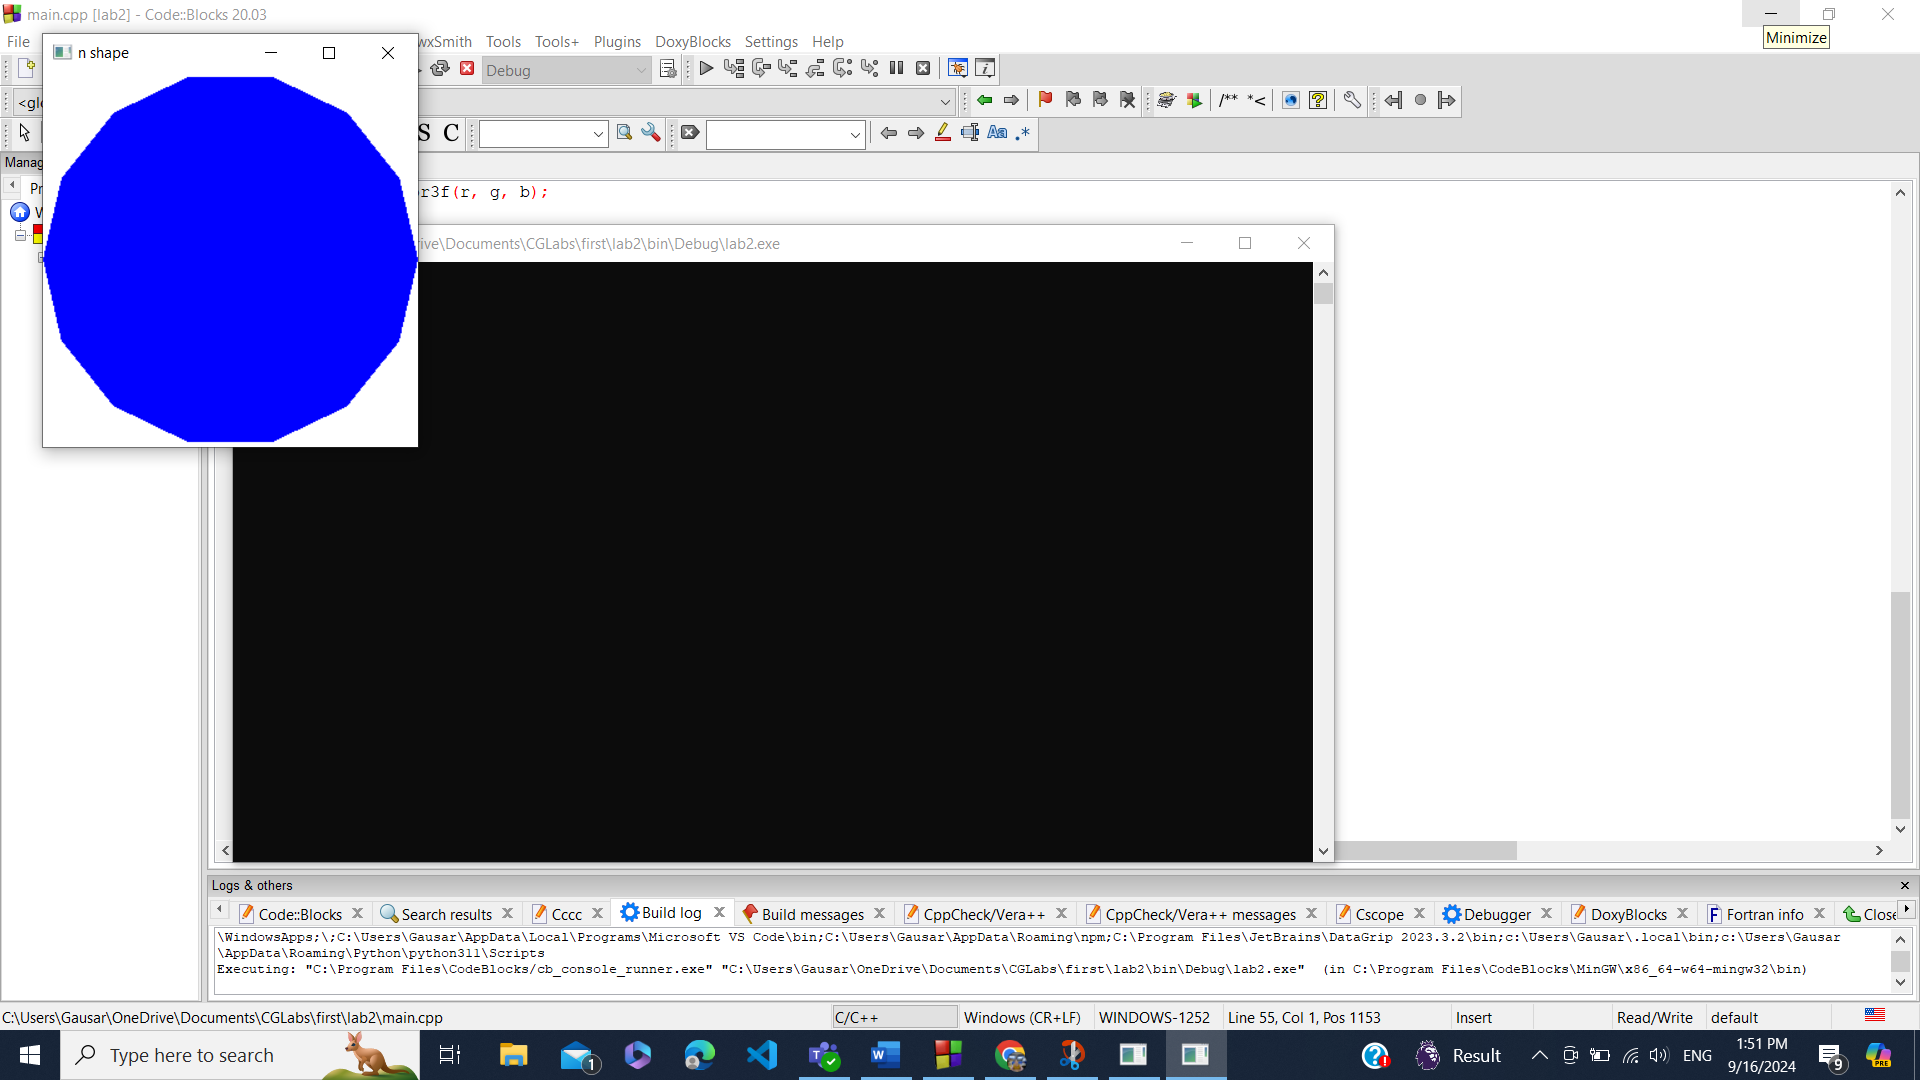 main.cpp [lab2] - Code::Blocks 20.03
Minimize
File
wxSmith Tools Tools+ Plugins DoxyBlocks Settings Help
n shape
Debug
<glo
/** *<
S C
Aa .*
Manag
Pr
W
r3f(r, g, b);
ive\Documents\CGLabs\first\lab2\bin\Debug\lab2.exe
Logs & others
Code::Blocks Search results Cccc Build log Build messages CppCheck/Vera++ CppCheck/Vera++ messages Cscope Debugger DoxyBlocks Fortran info Close
\WindowsApps;\;C:\Users\Gausar\AppData\Local\Programs\Microsoft VS Code\bin;C:\Users\Gausar\AppData\Roaming\npm;C:\Program Files\JetBrains\DataGrip 2023.3.2\bin;c:\Users\Gausar\.local\bin;c:\Users\Gausar
\AppData\Roaming\Python\python311\Scripts
Executing: "C:\Program Files\CodeBlocks/cb_console_runner.exe" "C:\Users\Gausar\OneDrive\Documents\CGLabs\first\lab2\bin\Debug\lab2.exe"  (in C:\Program Files\CodeBlocks\MinGW\x86_64-w64-mingw32\bin)
C:\Users\Gausar\OneDrive\Documents\CGLabs\first\lab2\main.cpp C/C++ Windows (CR+LF) WINDOWS-1252 Line 55, Col 1, Pos 1153 Insert Read/Write default
Type here to search 1 Result ENG 1:51 PM
9/16/2024 9 PRE